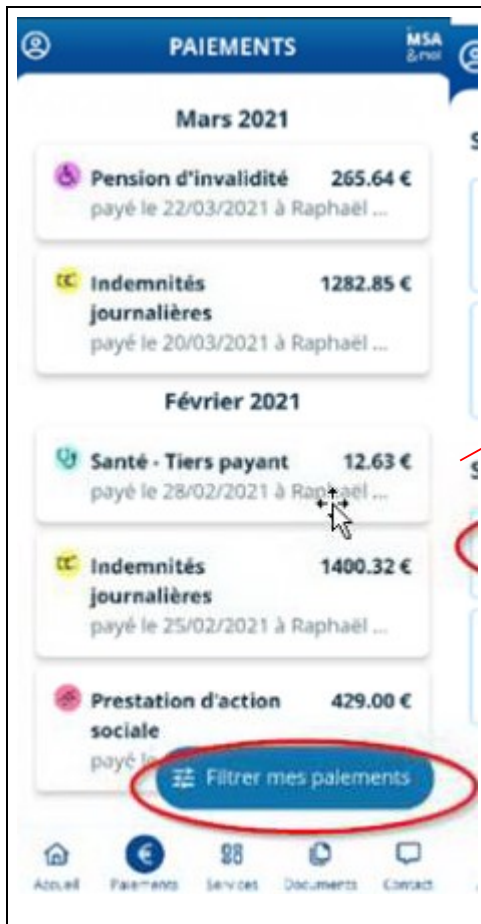 PAIEMENTS
MSA
& moi
Mars 2021
Pension d'invalidité 265.64 €
payé le 22/03/2021 à Raphaël ...
Indemnités 1282.85 €
journalières
payé le 20/03/2021 à Raphaël ...
Février 2021
Santé - Tiers payant 12.63 €
payé le 28/02/2021 à Raphaël ...
Indemnités 1400.32 €
journalières
payé le 25/02/2021 à Raphaël ...
Prestation d'action 429.00 €
sociale
payé le
Filtrer mes paiements
Accueil Paiements Services Documents Contact
S
S